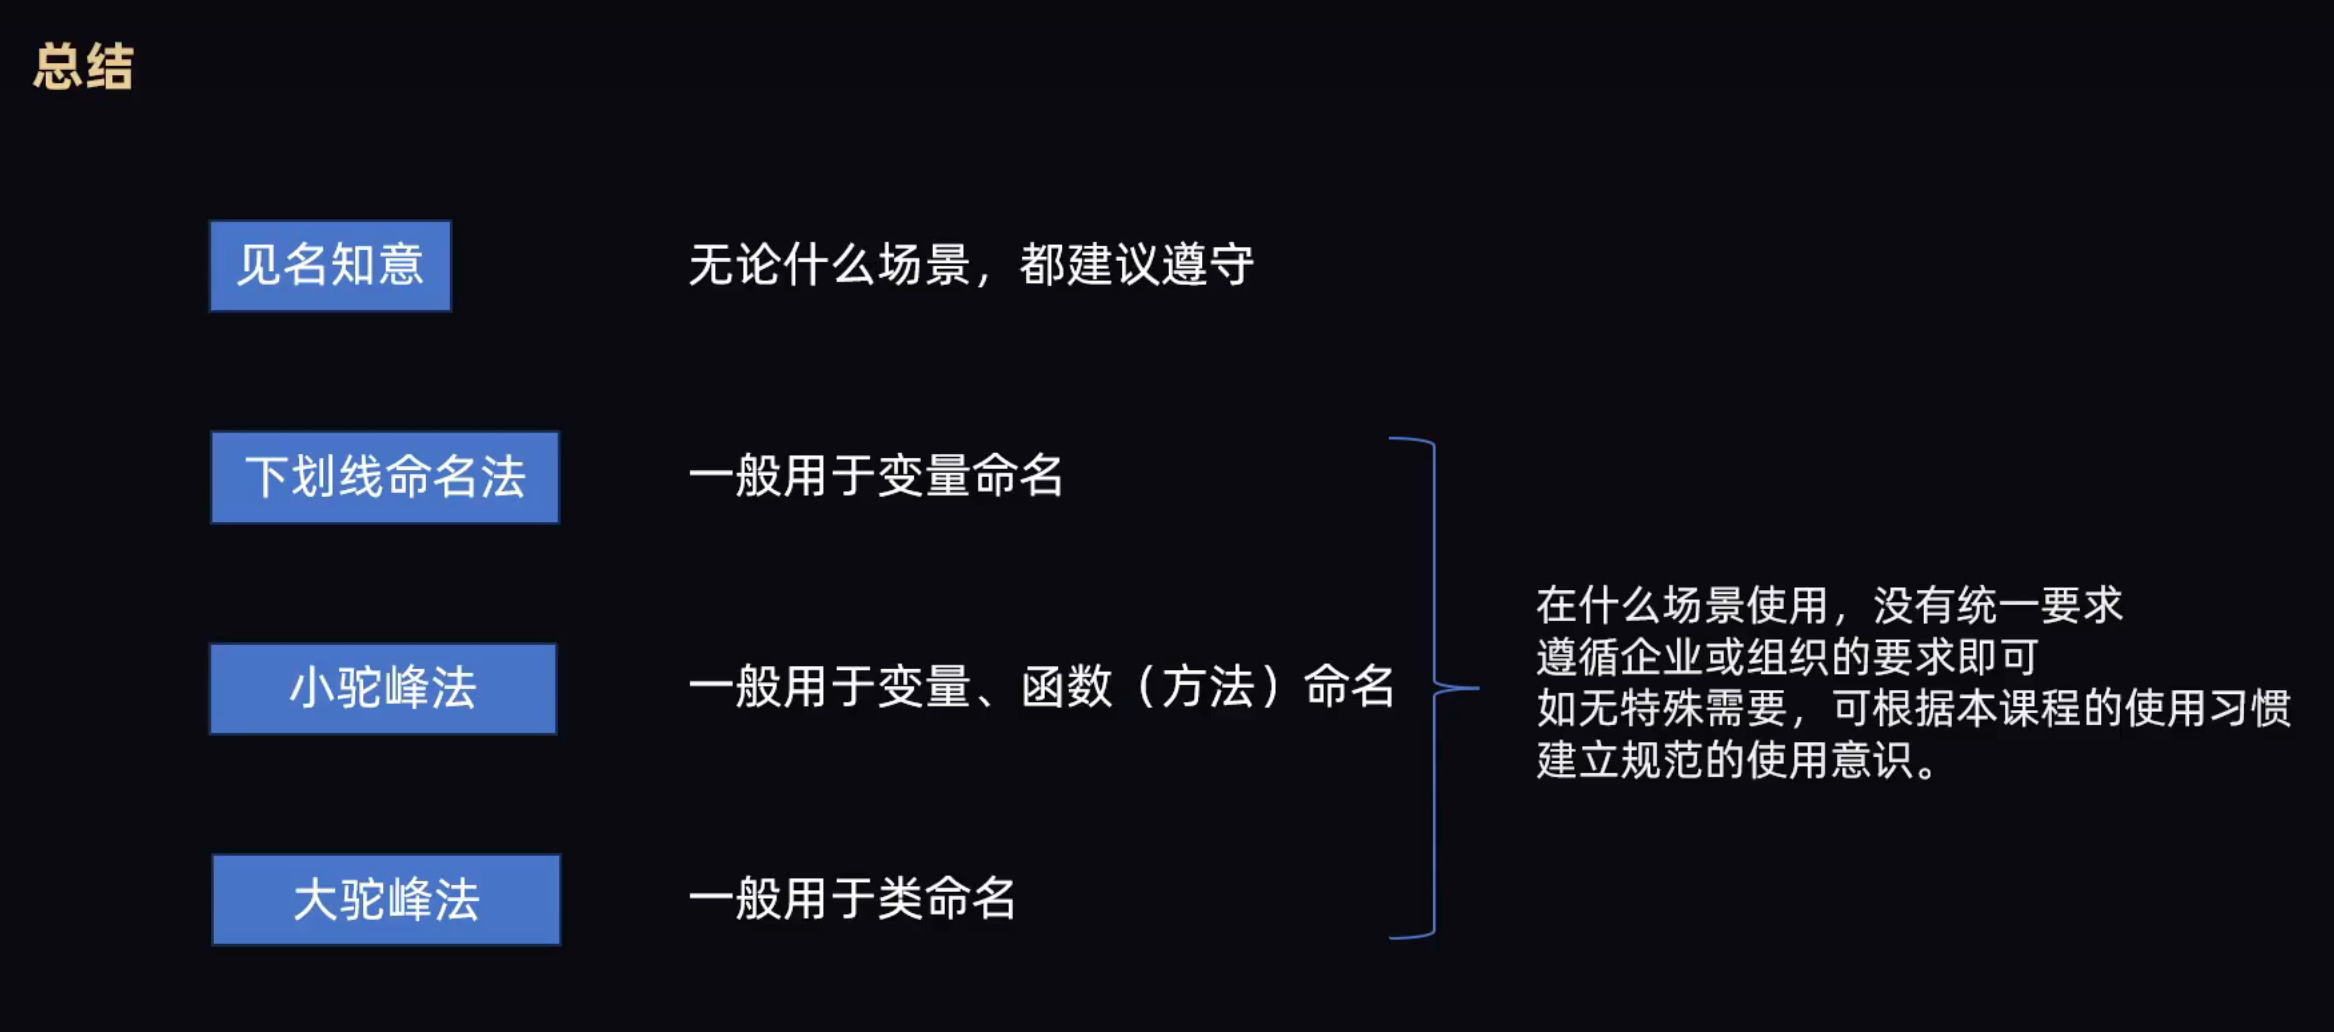 总结
见名知意
无论什么场景，都建议遵守
下划线命名法
一般用于变量命名
小驼峰法
一般用于变量、函数（方法）命名
大驼峰法
一般用于类命名
在什么场景使用，没有统一要求
遵循企业或组织的要求即可
如无特殊需要，可根据本课程的使用习惯
建立规范的使用意识。